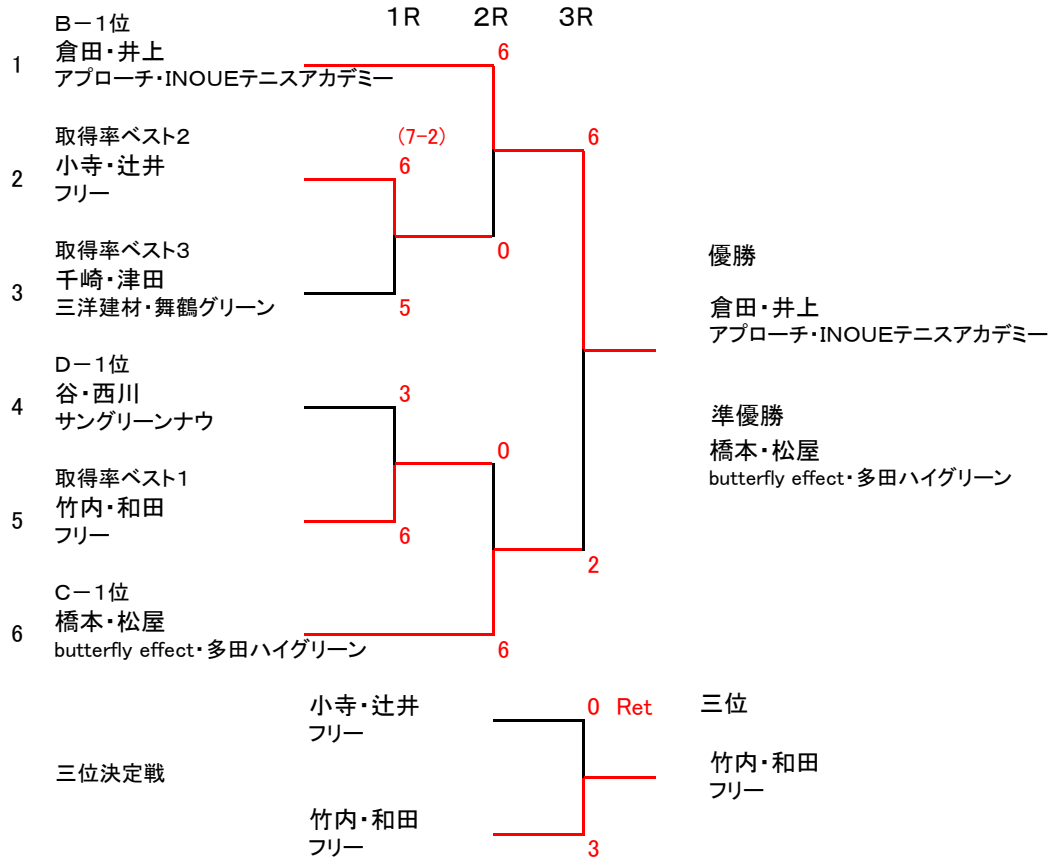 1R 2R 3R
B－1位
1 倉田・井上 6
アプローチ・INOUEテニスアカデミー
取得率ベスト2 (7-2) 6
小寺・辻井 6
2 フリー
取得率ベスト3 0
千崎・津田
3 三洋建材・舞鶴グリーン 5
優勝
倉田・井上
アプローチ・INOUEテニスアカデミー
D－1位
谷・西川 3
4 サングリーンナウ
準優勝
橋本・松屋
butterfly effect・多田ハイグリーン
取得率ベスト1 0
竹内・和田
5 フリー 6
C－1位 2
橋本・松屋
6 butterfly effect・多田ハイグリーン 6
小寺・辻井 0 Ret 三位
フリー
三位決定戦
竹内・和田
フリー
竹内・和田
フリー 3